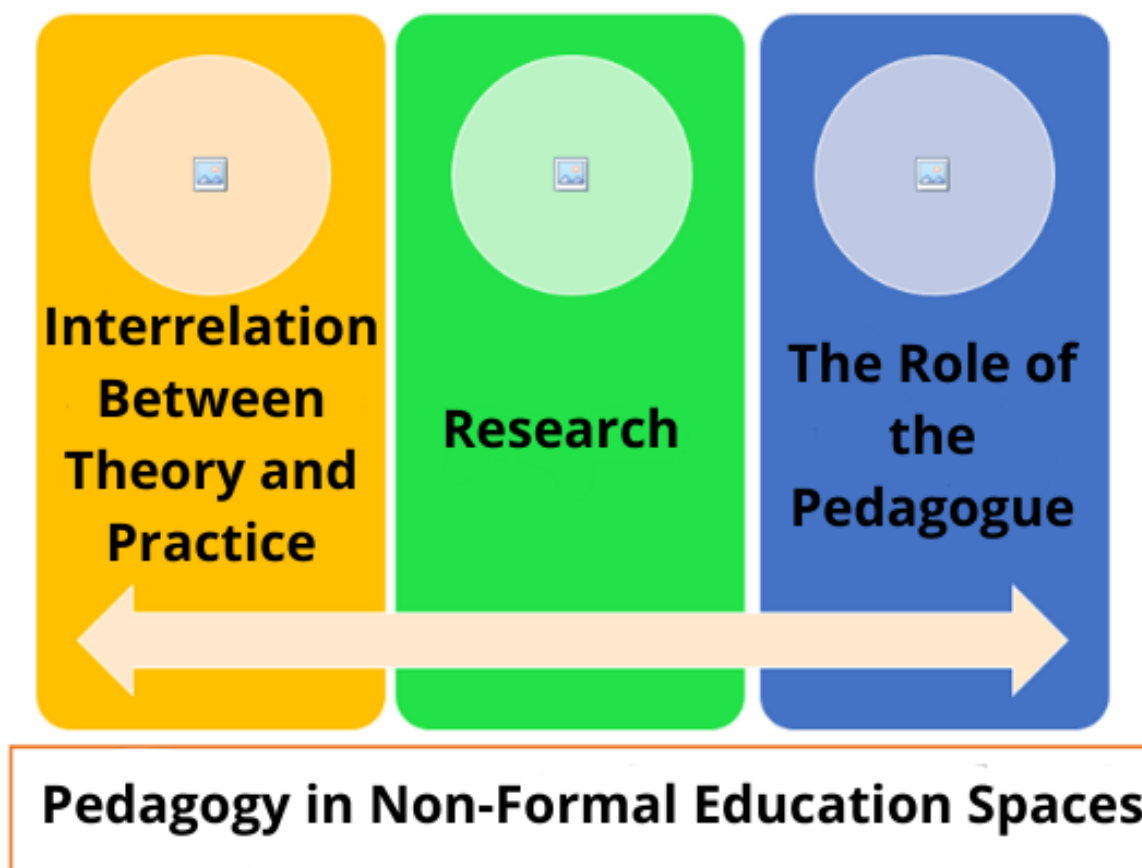 Interrelation
Between
Theory and
Practice
Research
The Role of
the
Pedagogue
Pedagogy in Non-Formal Education Spaces